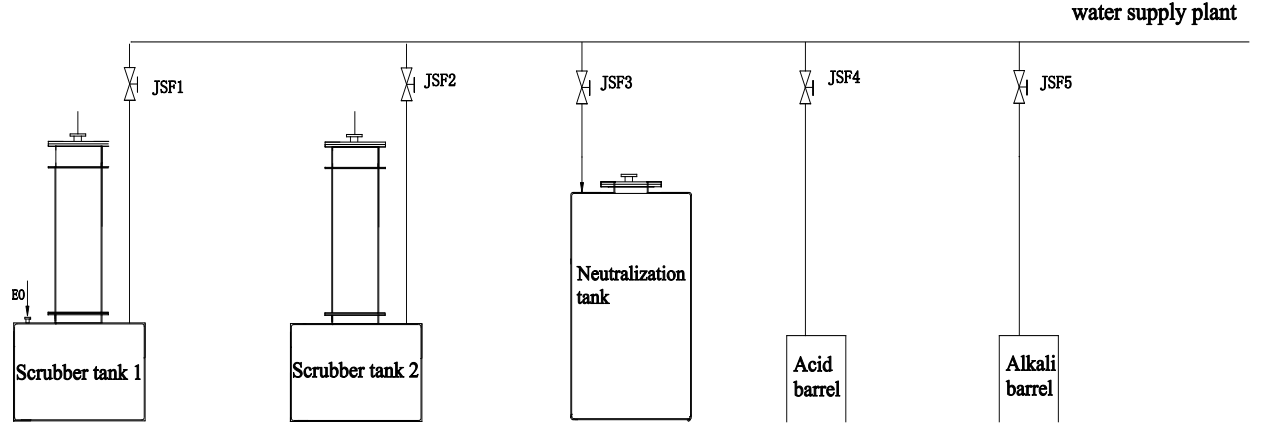 water supply plant
JSF1
JSF2
JSF3
JSF4
JSF5
EO
Scrubber tank 1
Scrubber tank 2
Neutralization
tank
Acid
barrel
Alkali
barrel